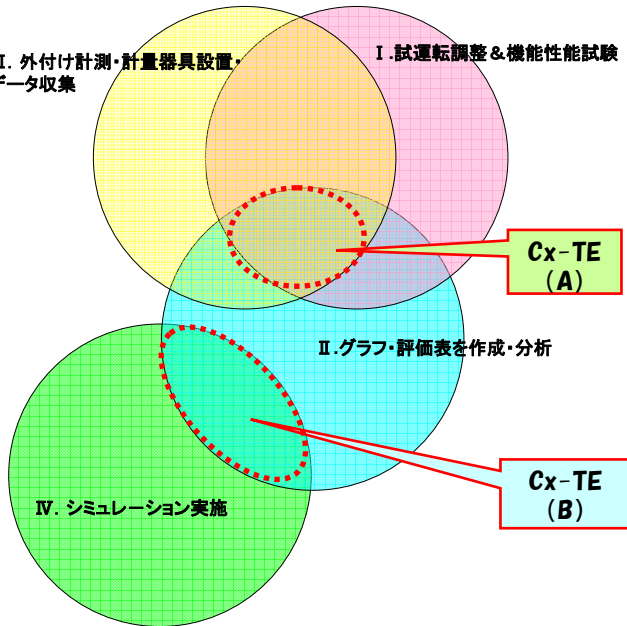 Ⅰ. 外付け計測・計量器具設置・
データ収集
Ⅰ.試運転調整&機能性能試験
Cx-TE
(A)
Ⅱ.グラフ・評価表を作成・分析
Cx-TE
(B)
Ⅳ. シミュレーション実施